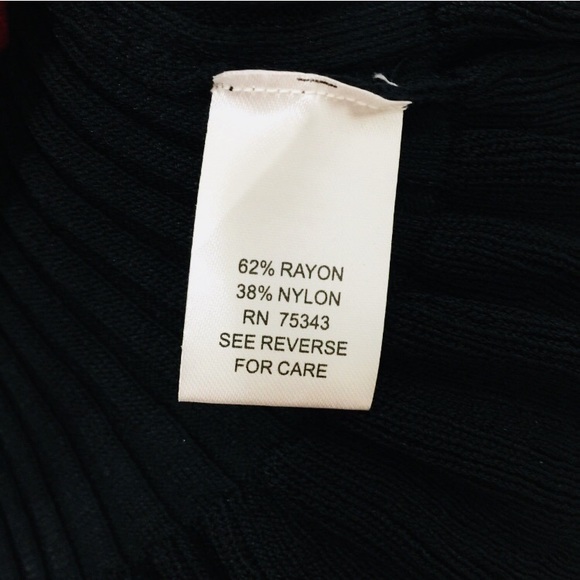 62% RAYON
38% NYLON
RN 75343
SEE REVERSE
FOR CARE